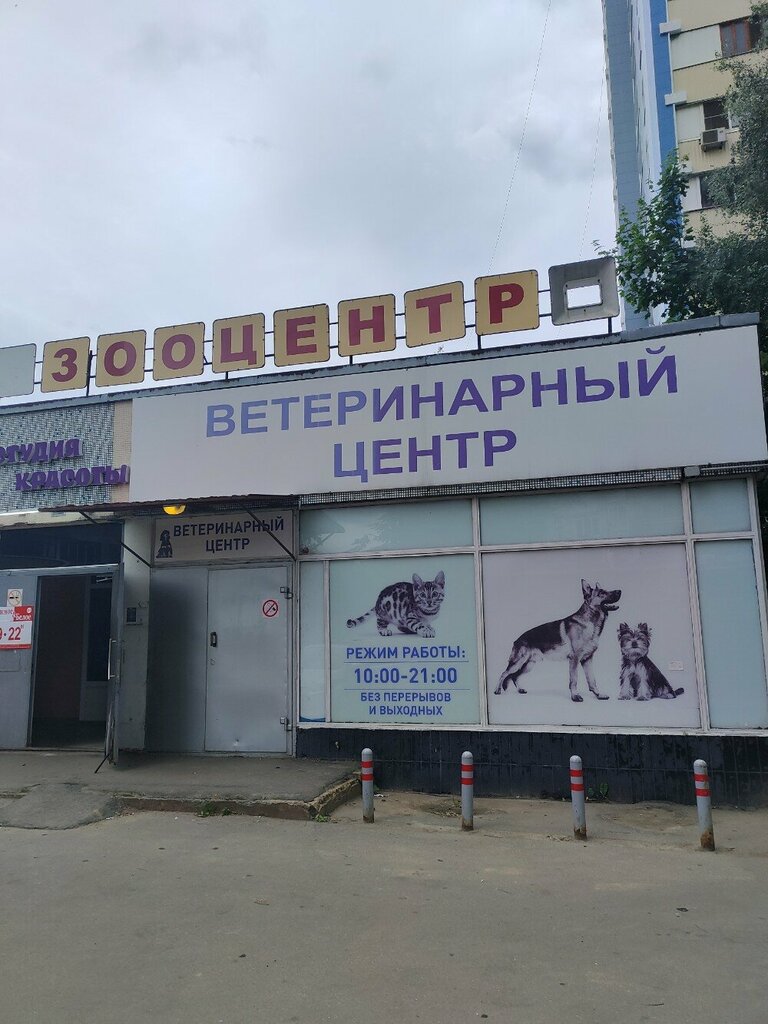 ЗООЦЕНТР
ВЕТЕРИНАРНЫЙ
ЦЕНТР
СТУДИЯ
КРАСОТЫ
ВЕТЕРИНАРНЫЙ
ЦЕНТР
РЕЖИМ РАБОТЫ:
10:00-21:00
БЕЗ ПЕРЕРЫВОВ
И ВЫХОДНЫХ